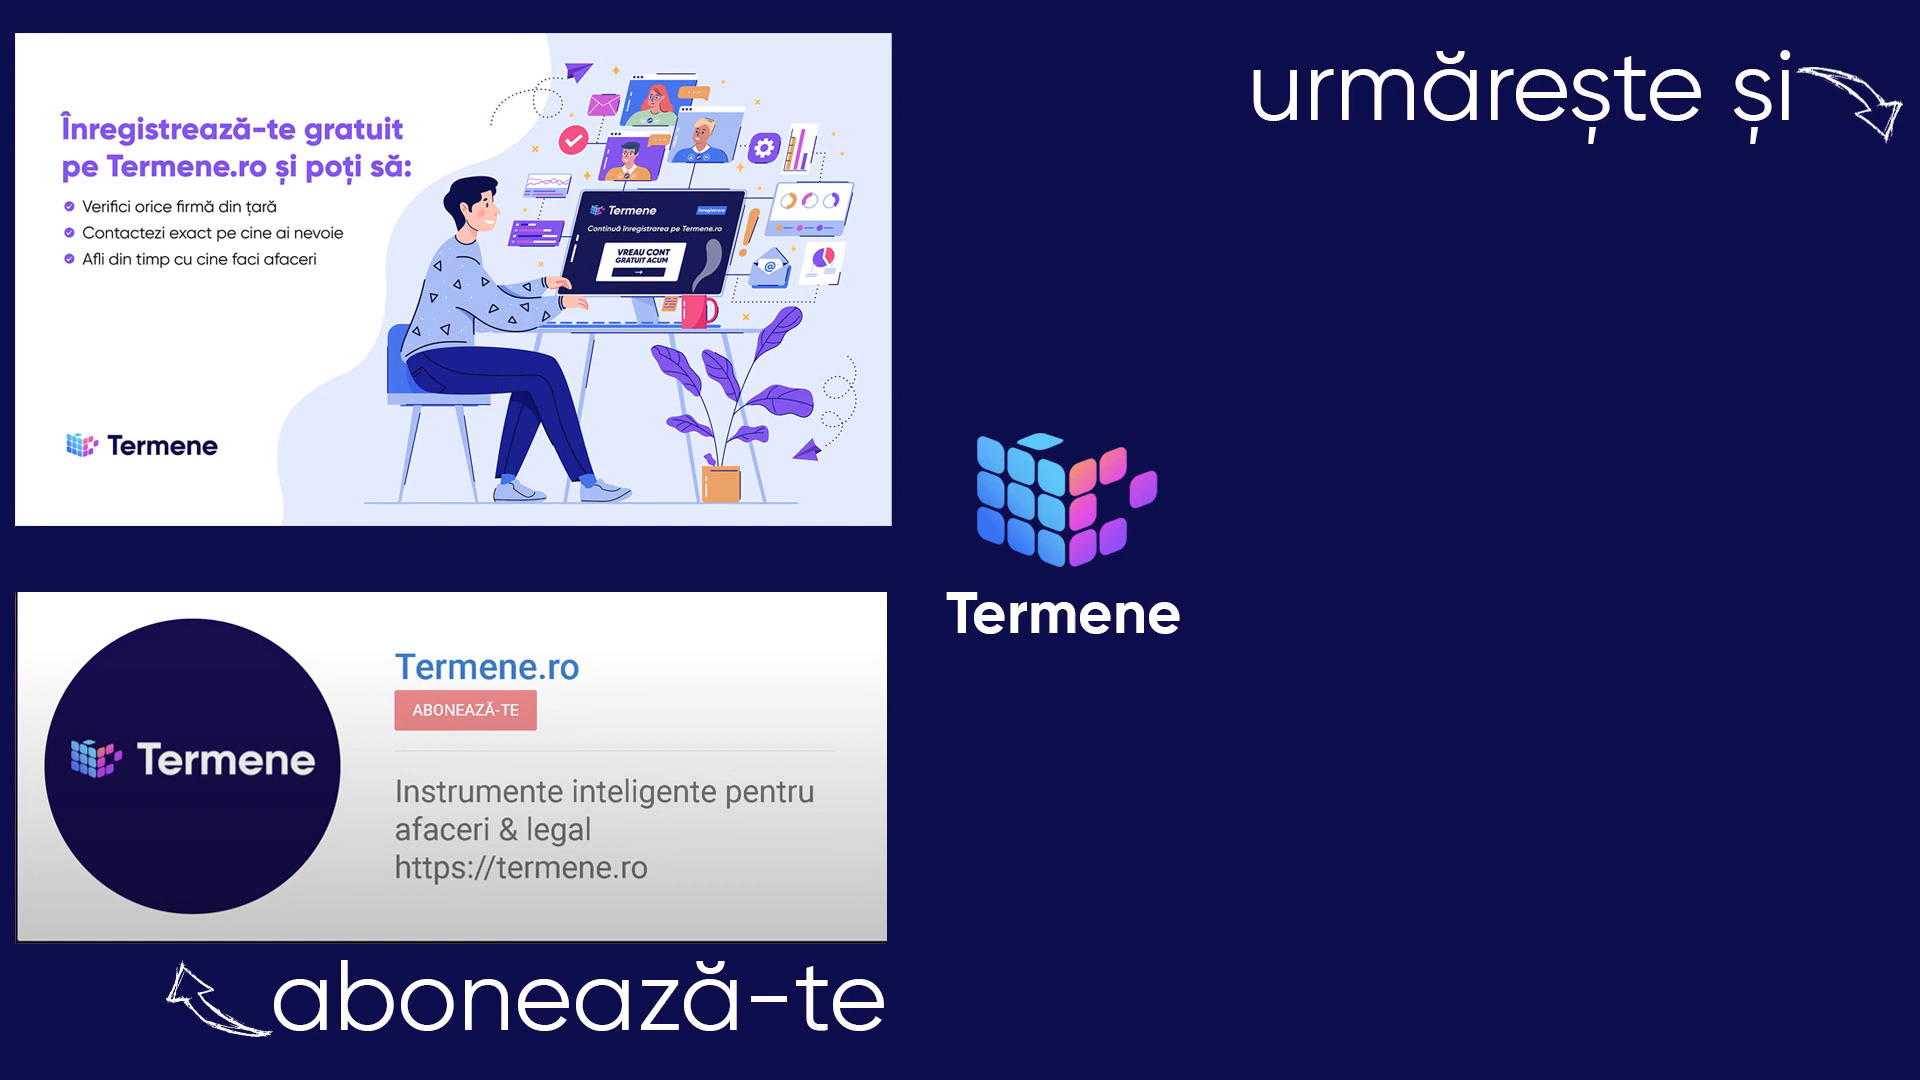 urmărește și
Înregistrează-te gratuit
pe Termene.ro și poți să:
Verifici orice firmă din țară
Contactezi exact pe cine ai nevoie
Afli din timp cu cine faci afaceri
Termene
Înregistrare
Continuă înregistrarea pe Termene.ro
VREAU CONT
GRATUIT ACUM
Termene
Termene
Termene
Termene.ro
ABONEAZĂ-TE
Instrumente inteligente pentru
afaceri & legal
https://termene.ro
abonează-te